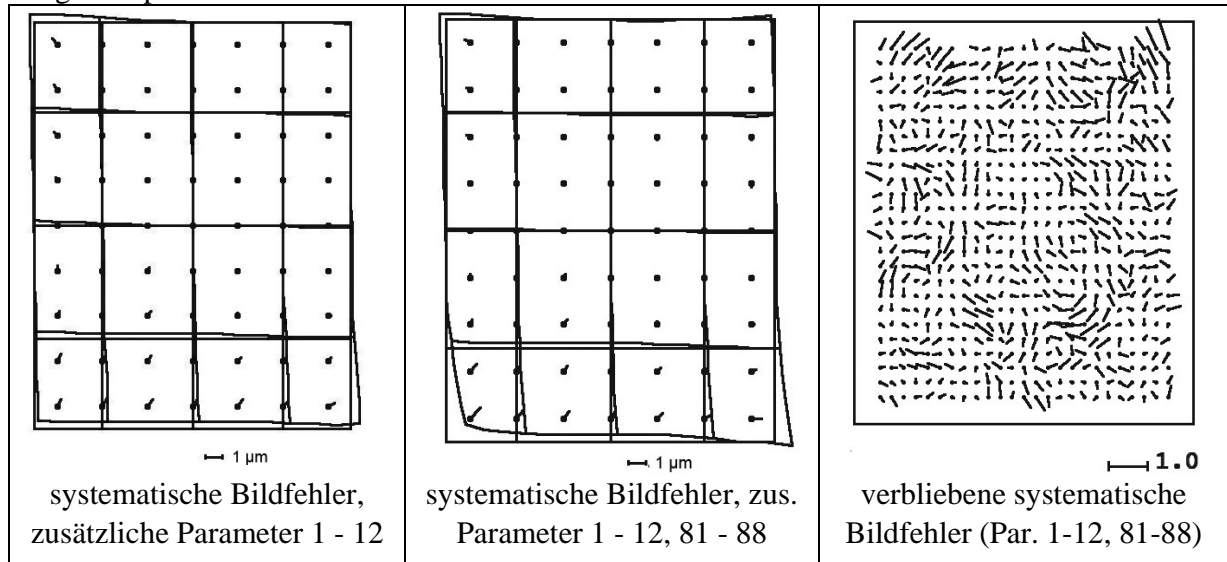 1 µm
systematische Bildfehler,
zusätzliche Parameter 1 - 12
1 µm
systematische Bildfehler, zus.
Parameter 1 - 12, 81 - 88
1.0
verbliebene systematische
Bildfehler (Par. 1-12, 81-88)